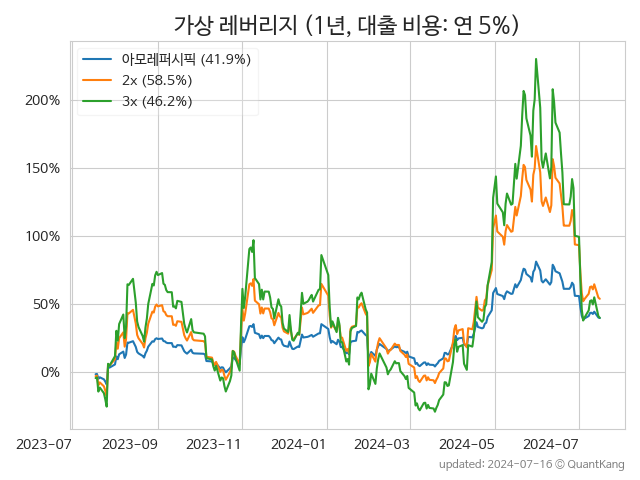 가상 레버리지 (1년, 대출 비용: 연 5%)
아모레퍼시픽 (41.9%)
2x (58.5%)
3x (46.2%)
200%
150%
100%
50%
0%
2023-07
2023-09
2023-11
2024-01
2024-03
2024-05
2024-07
updated: 2024-07-16 © QuantKang